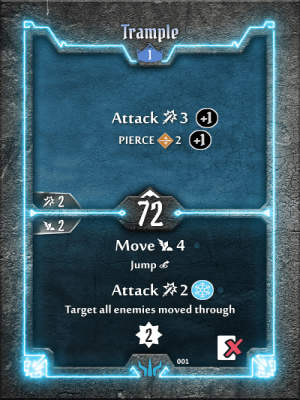 Trample
1
Attack 3 +1
PIERCE 2 +1
2
72
2
Move 4
Jump
Attack 2
Target all enemies moved through
2
001